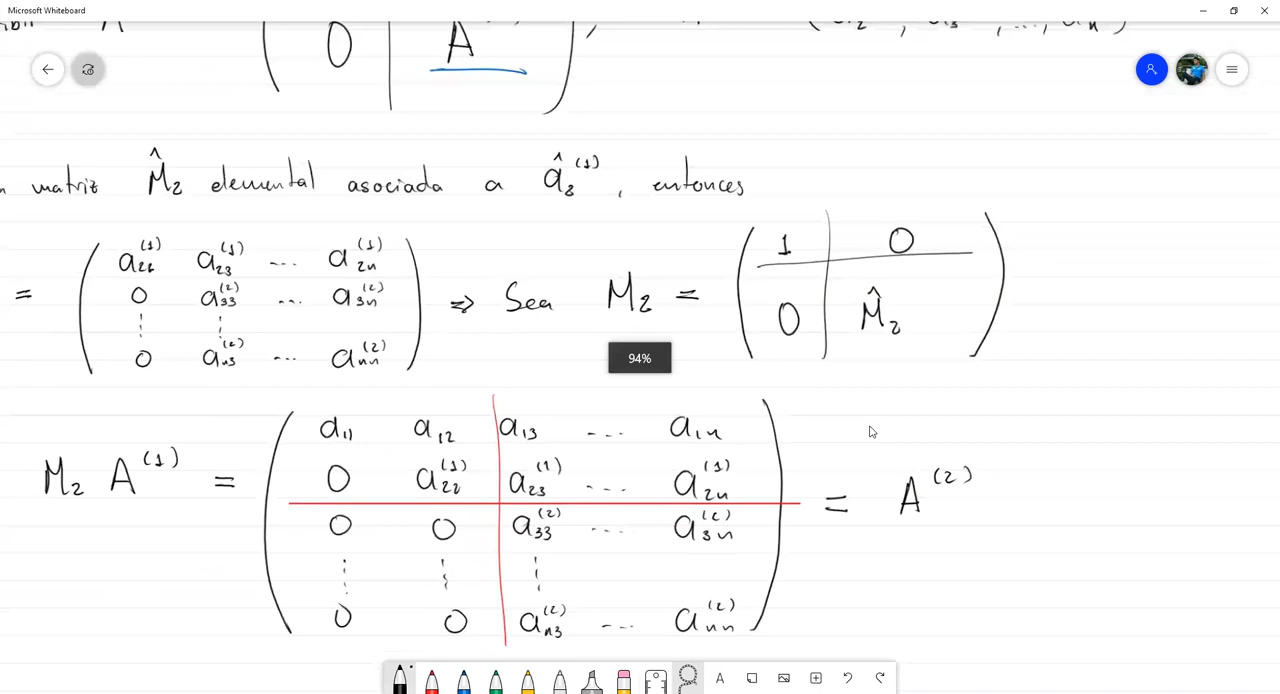 Microsoft Whiteboard
A
0 | A ,
matriz M̂₂ elemental asociada a â₂⁽¹⁾, entonces
= ( a₂₂⁽¹⁾ a₂₃⁽¹⁾ ... a₂ₙ⁽¹⁾
0 a₃₃⁽²⁾ ... a₃ₙ⁽²⁾
⋮ ⋮
0 aₙ₃⁽²⁾ ... aₙₙ⁽²⁾ ) ⇒ Sea M₂ = ( 1 | 0
0 | M̂₂ )
94%
M₂ A⁽¹⁾ = ( a₁₁ a₁₂ a₁₃ ... a₁ₙ
0 a₂₂⁽¹⁾ a₂₃⁽¹⁾ ... a₂ₙ⁽¹⁾
0 0 a₃₃⁽²⁾ ... a₃ₙ⁽²⁾
⋮ ⋮ ⋮
0 0 aₙ₃⁽²⁾ ... aₙₙ⁽²⁾ ) = A⁽²⁾
A